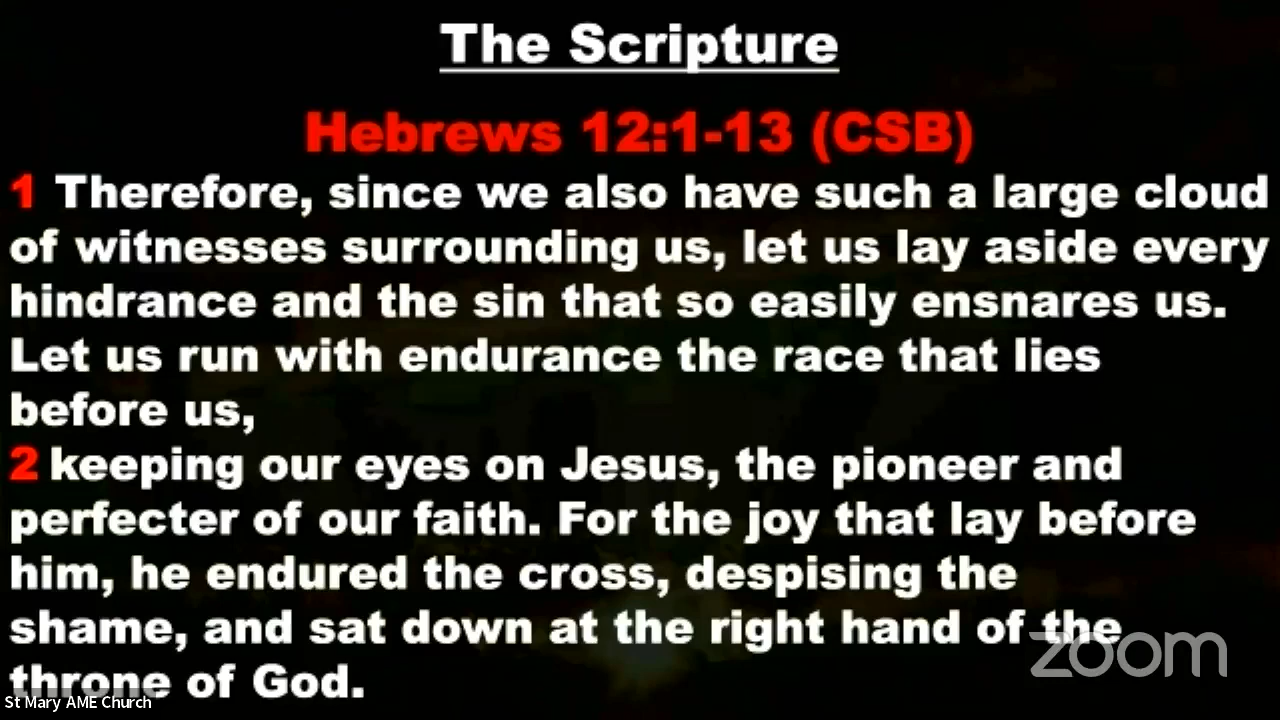 The Scripture
Hebrews 12:1-13 (CSB)
1 Therefore, since we also have such a large cloud
of witnesses surrounding us, let us lay aside every
hindrance and the sin that so easily ensnares us.
Let us run with endurance the race that lies
before us,
2 keeping our eyes on Jesus, the pioneer and
perfecter of our faith. For the joy that lay before
him, he endured the cross, despising the
shame, and sat down at the right hand of the
throne of God.
zoom
St Mary AME Church